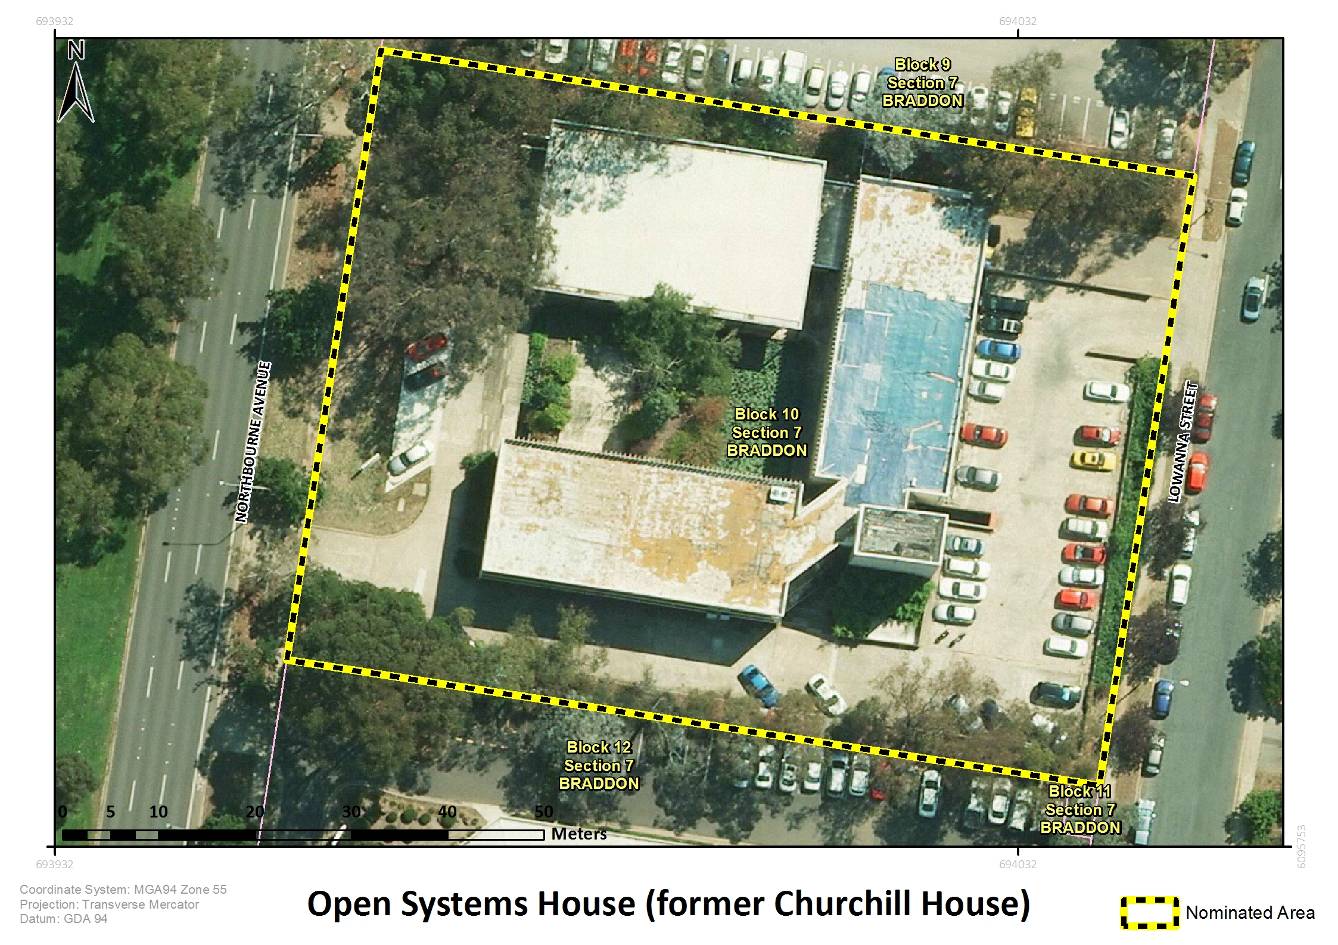 693932
694032
N
Block 9
Section 7
BRADDON
NORTHBOURNE AVENUE
LOWANNA STREET
Block 10
Section 7
BRADDON
Block 12
Section 7
BRADDON
Block 11
Section 7
BRADDON
0 5 10 20 30 40 50
Meters
6095753
693932
694032
Coordinate System: MGA94 Zone 55
Projection: Transverse Mercator
Datum: GDA 94
Open Systems House (former Churchill House)
Nominated Area